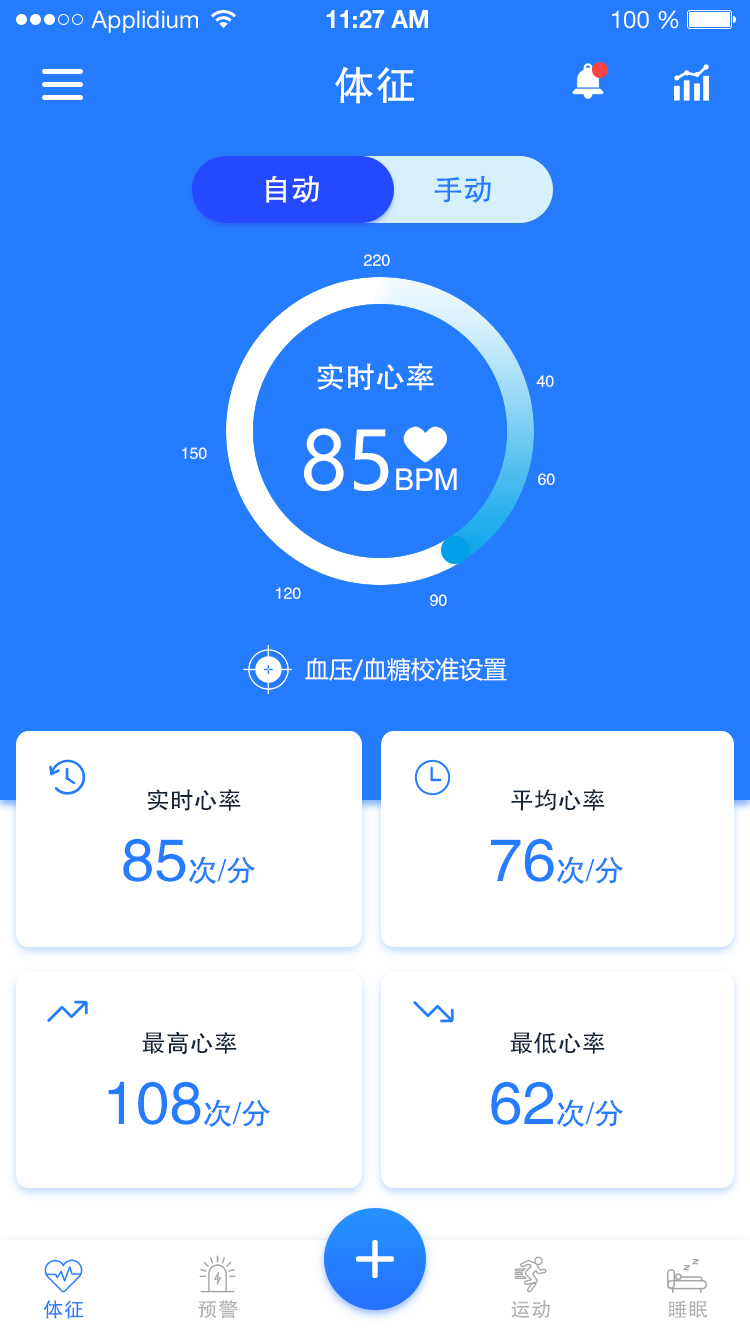 Applidium 11:27 AM 100 %
体征
自动 手动
220
实时心率
40
85 BPM
150
60
120
90
血压/血糖校准设置
实时心率
85次/分
平均心率
76次/分
最高心率
108次/分
最低心率
62次/分
体征 预警 运动 睡眠